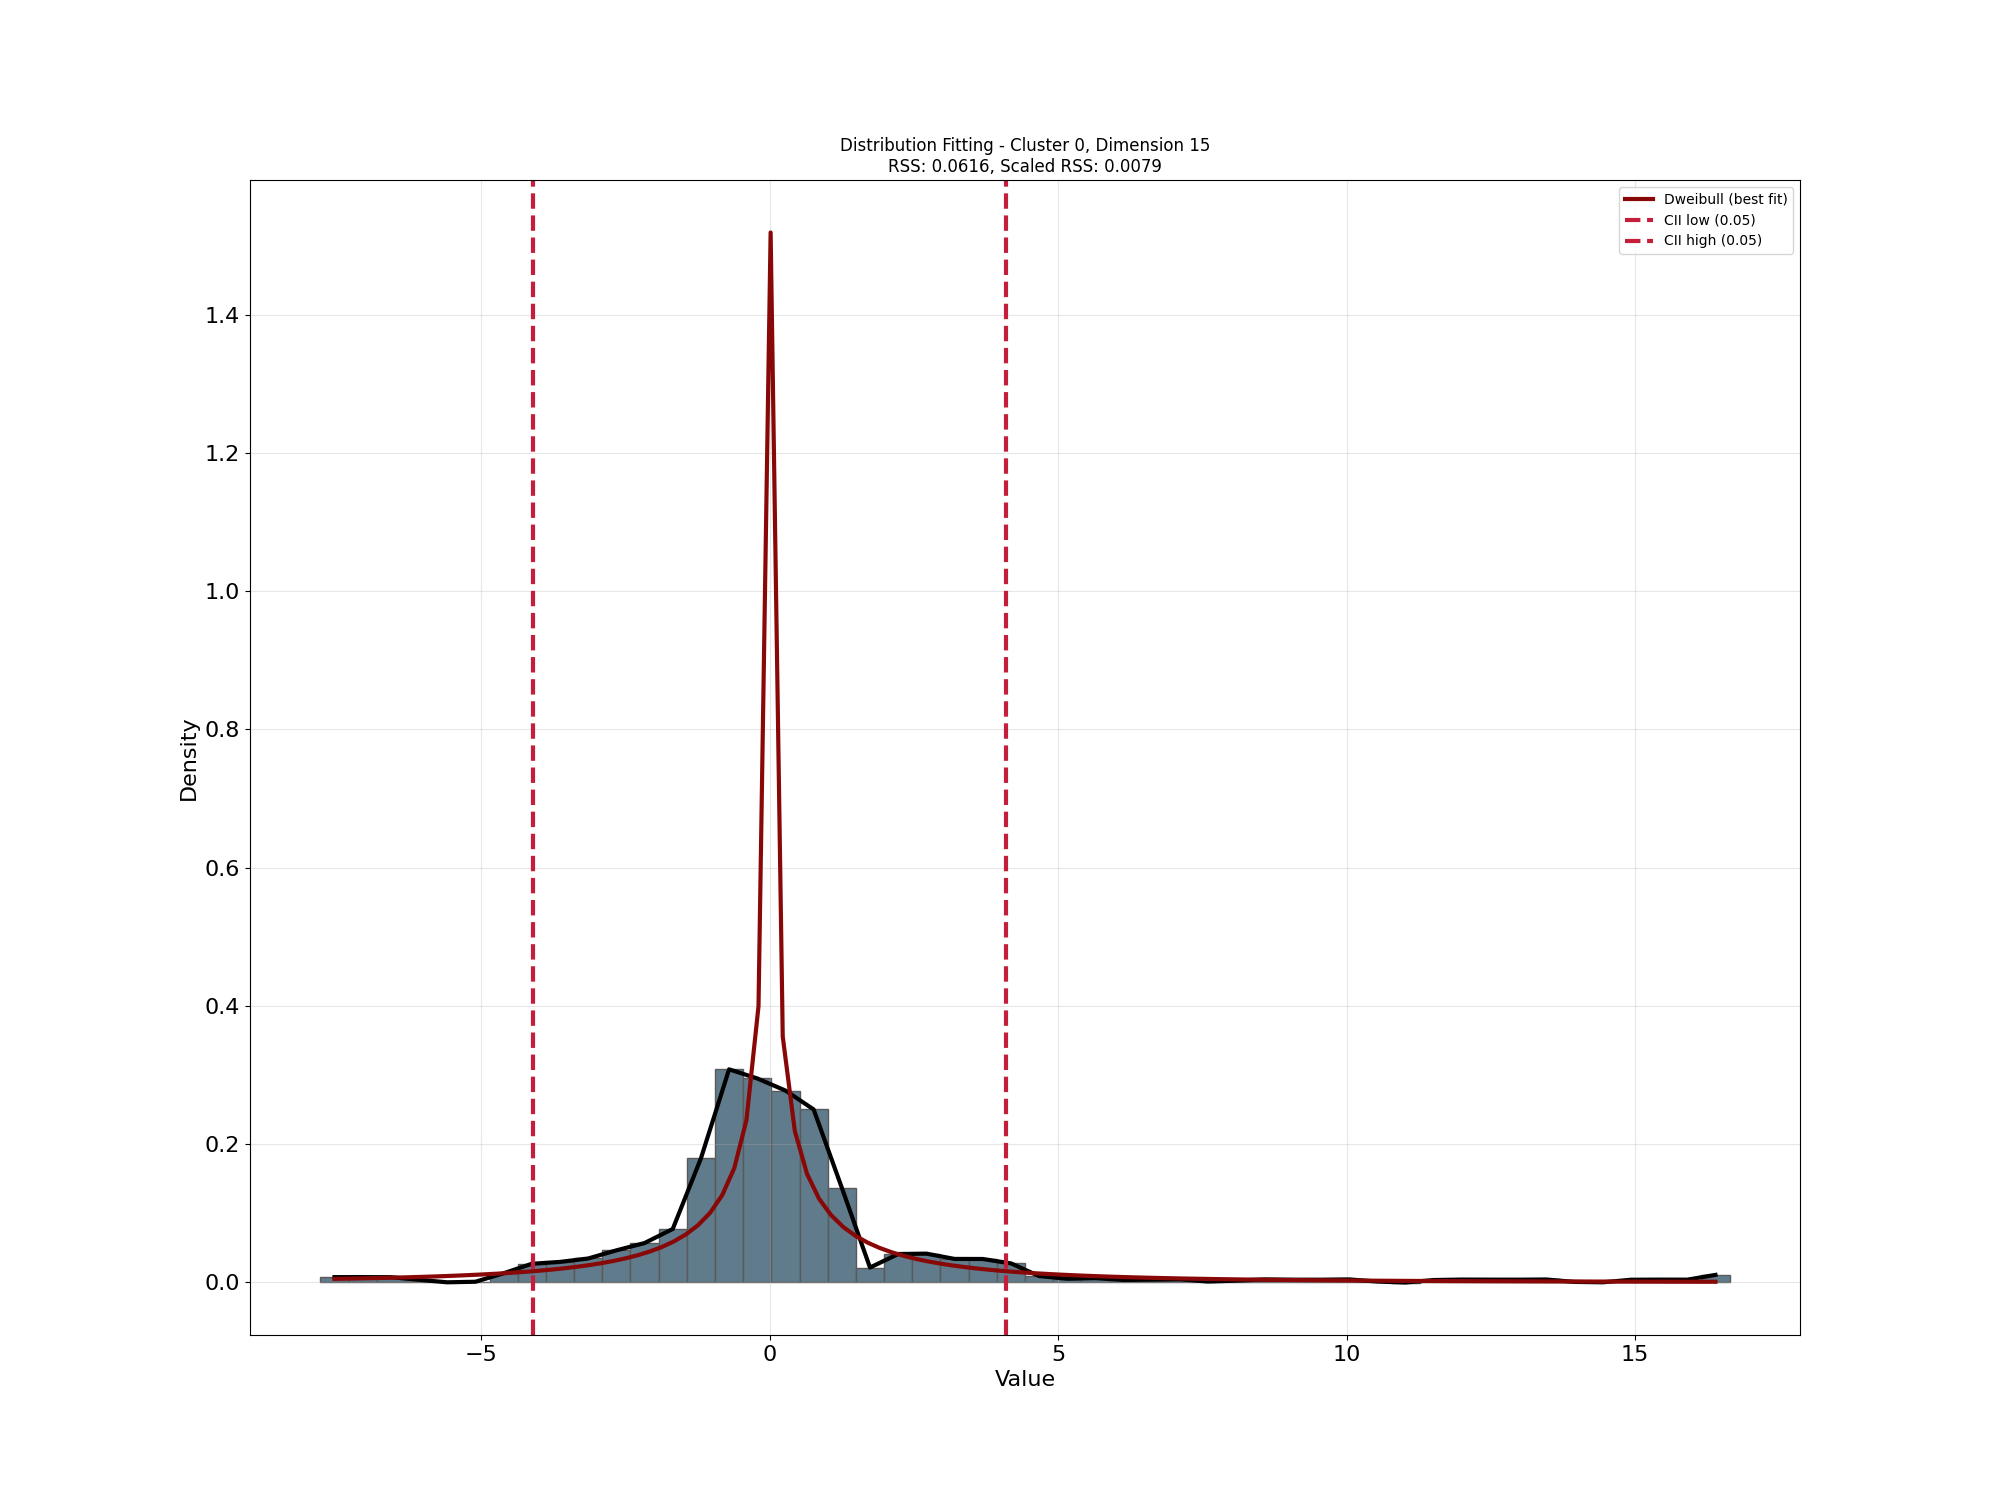 Distribution Fitting - Cluster 0, Dimension 15
RSS: 0.0616, Scaled RSS: 0.0079
Dweibull (best fit)
CII low (0.05)
CII high (0.05)
1.4
1.2
1.0
0.8
0.6
0.4
0.2
0.0
Density
−5
0
5
10
15
Value